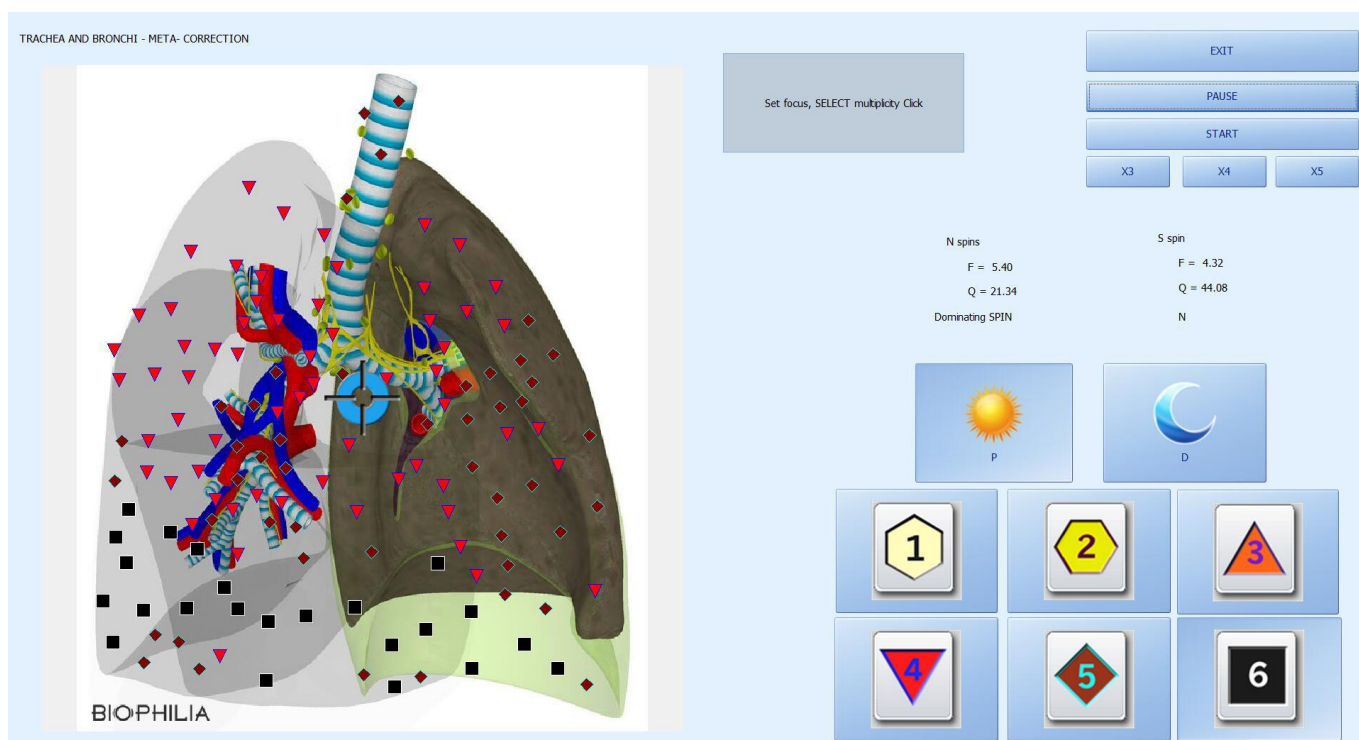 TRACHEA AND BRONCHI - META- CORRECTION
Set focus, SELECT multiplicity Click
EXIT
PAUSE
START
X3 X4 X5
N spins S spin
F = 5.40 F = 4.32
Q = 21.34 Q = 44.08
Dominating SPIN N
P D
1 2 3
4 5 6
BIOPHILIA